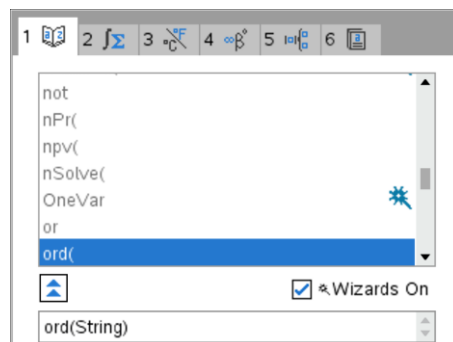 1 2 ∫Σ 3 °C °F 4 ∞β° 5 6
not
nPr(
npv(
nSolve(
OneVar
or
ord(
Wizards On
ord(String)